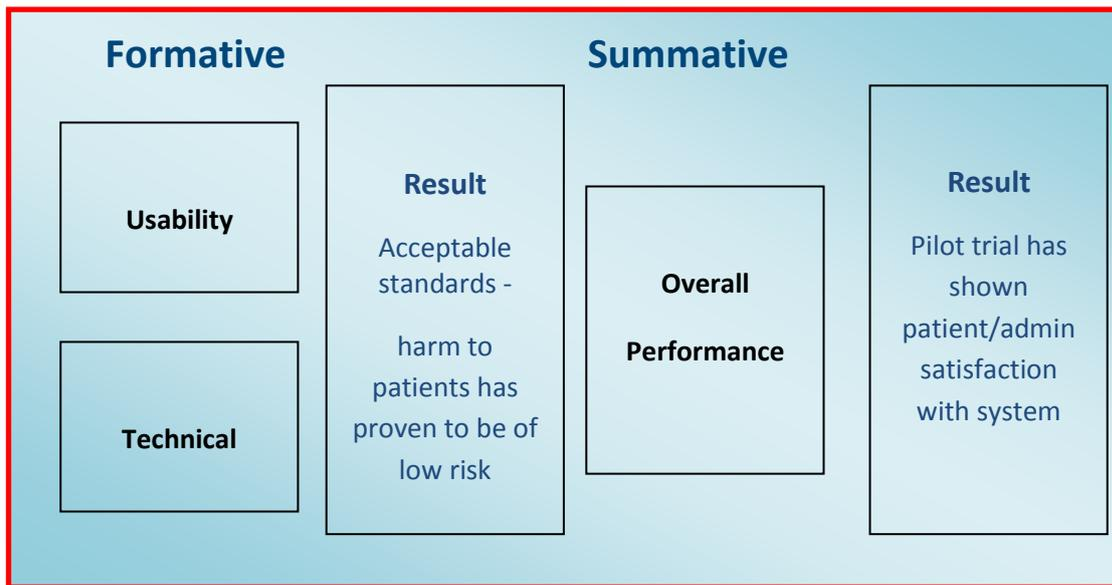 Formative
Summative
Usability
Technical
Result
Acceptable
standards -
harm to
patients has
proven to be of
low risk
Overall
Performance
Result
Pilot trial has
shown
patient/admin
satisfaction
with system